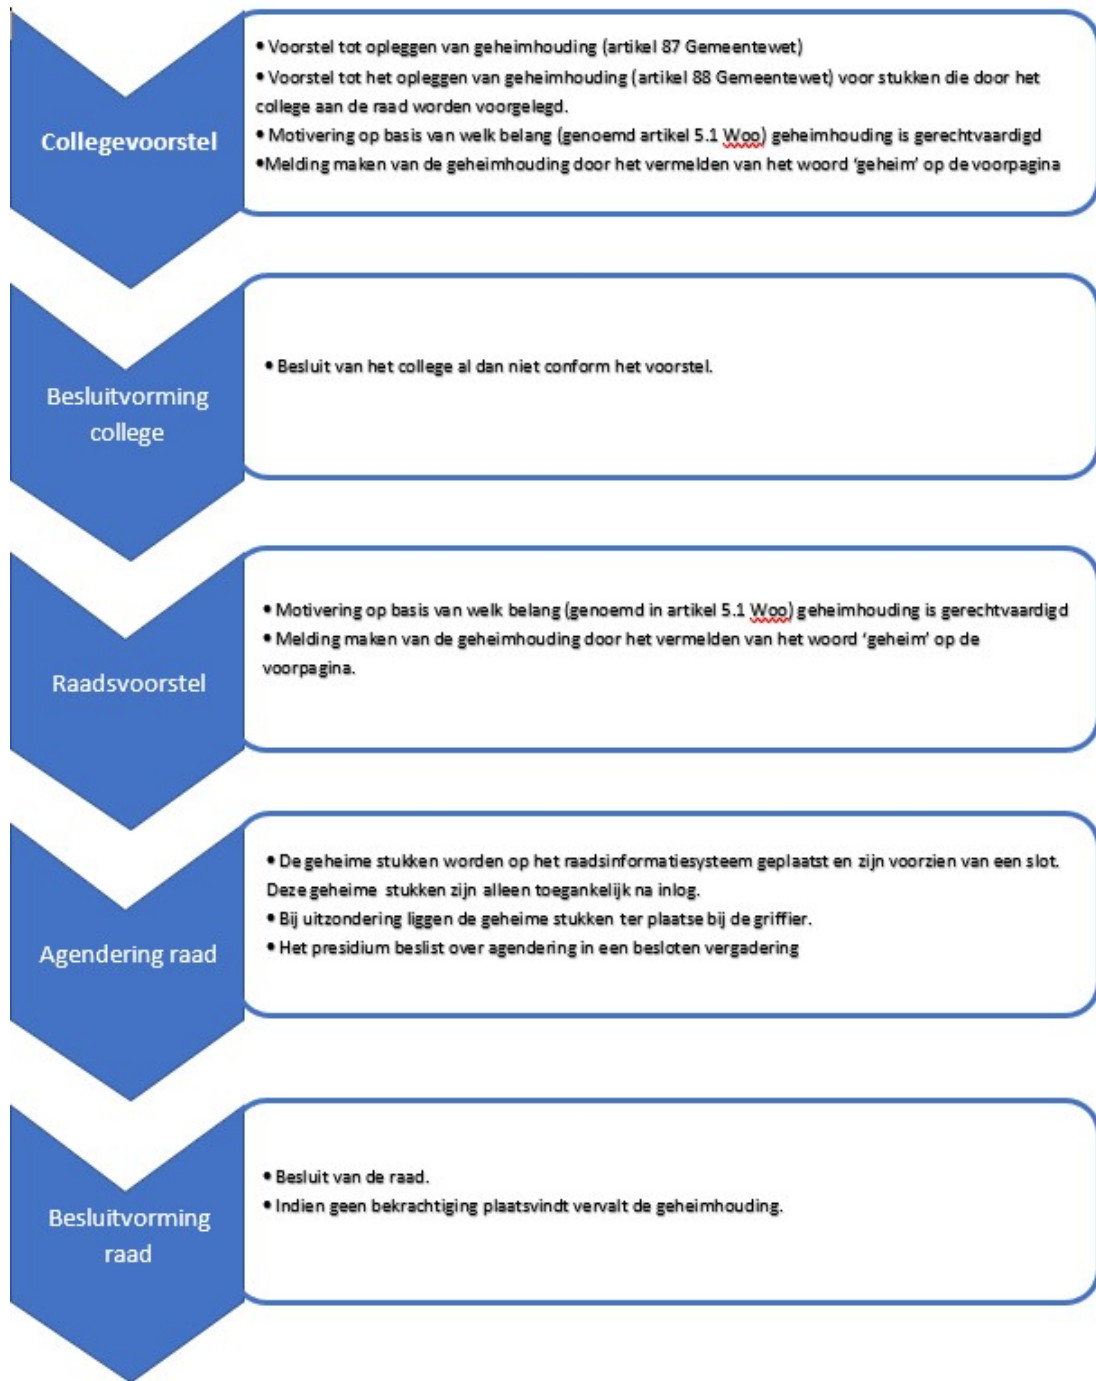 Collegevoorstel
• Voorstel tot opleggen van geheimhouding (artikel 87 Gemeentewet)
• Voorstel tot het opleggen van geheimhouding (artikel 88 Gemeentewet) voor stukken die door het
college aan de raad worden voorgelegd.
• Motivering op basis van welk belang (genoemd artikel 5.1 Woo) geheimhouding is gerechtvaardigd
•Melding maken van de geheimhouding door het vermelden van het woord ‘geheim’ op de voorpagina
Besluitvorming
college
• Besluit van het college al dan niet conform het voorstel.
Raadsvoorstel
• Motivering op basis van welk belang (genoemd in artikel 5.1 Woo) geheimhouding is gerechtvaardigd
• Melding maken van de geheimhouding door het vermelden van het woord ‘geheim’ op de
voorpagina.
Agendering raad
• De geheime stukken worden op het raadsinformatiesysteem geplaatst en zijn voorzien van een slot.
Deze geheime stukken zijn alleen toegankelijk na inlog.
• Bij uitzondering liggen de geheime stukken ter plaatse bij de griffier.
• Het presidium beslist over agendering in een besloten vergadering
Besluitvorming
raad
• Besluit van de raad.
• Indien geen bekrachtiging plaatsvindt vervalt de geheimhouding.